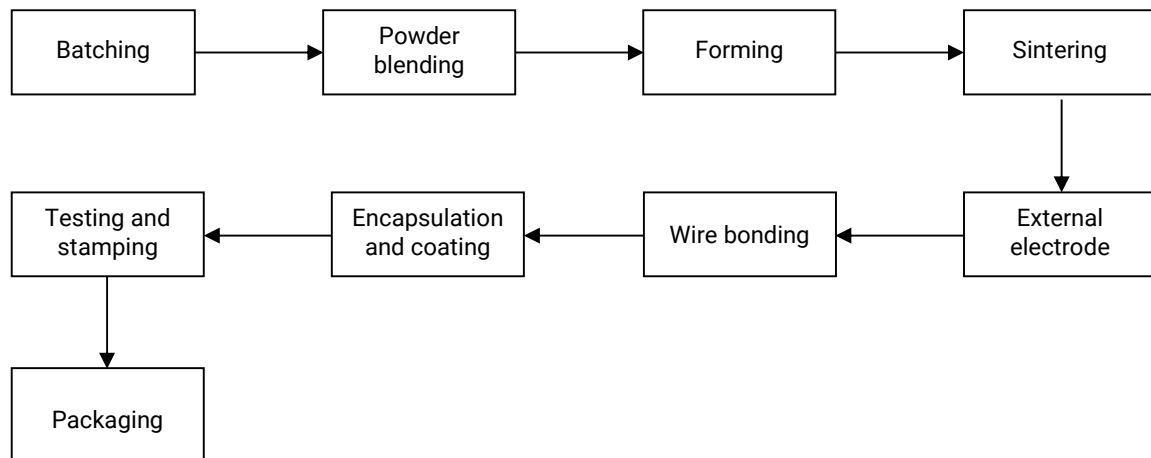 Batching
Powder
blending
Forming
Sintering
External
electrode
Wire bonding
Encapsulation
and coating
Testing and
stamping
Packaging